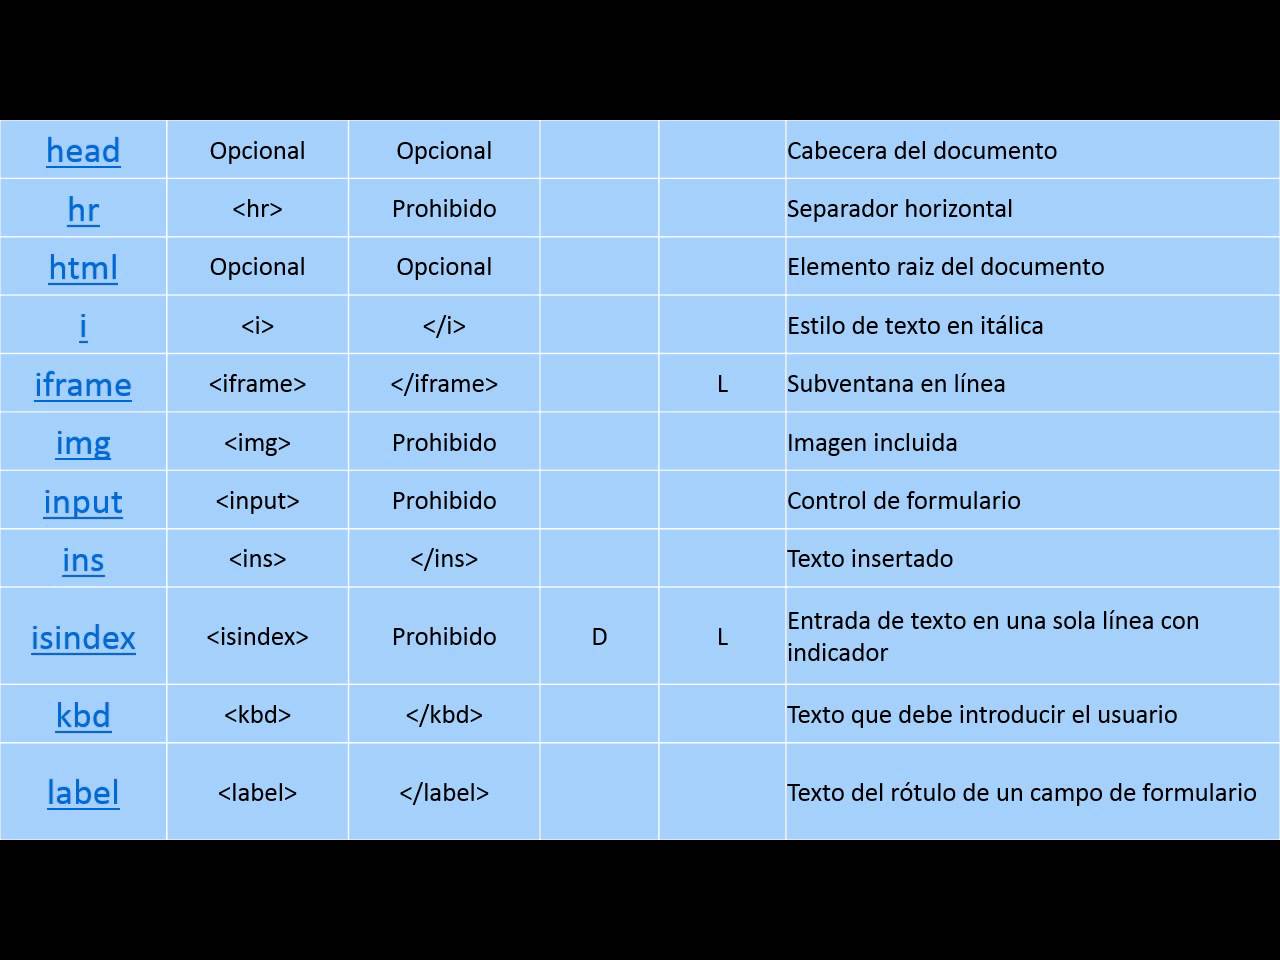 head Opcional Opcional Cabecera del documento
hr <hr> Prohibido Separador horizontal
html Opcional Opcional Elemento raiz del documento
i <i> </i> Estilo de texto en itálica
iframe <iframe> </iframe> L Subventana en línea
img <img> Prohibido Imagen incluida
input <input> Prohibido Control de formulario
ins <ins> </ins> Texto insertado
isindex <isindex> Prohibido D L Entrada de texto en una sola línea con
indicador
kbd <kbd> </kbd> Texto que debe introducir el usuario
label <label> </label> Texto del rótulo de un campo de formulario